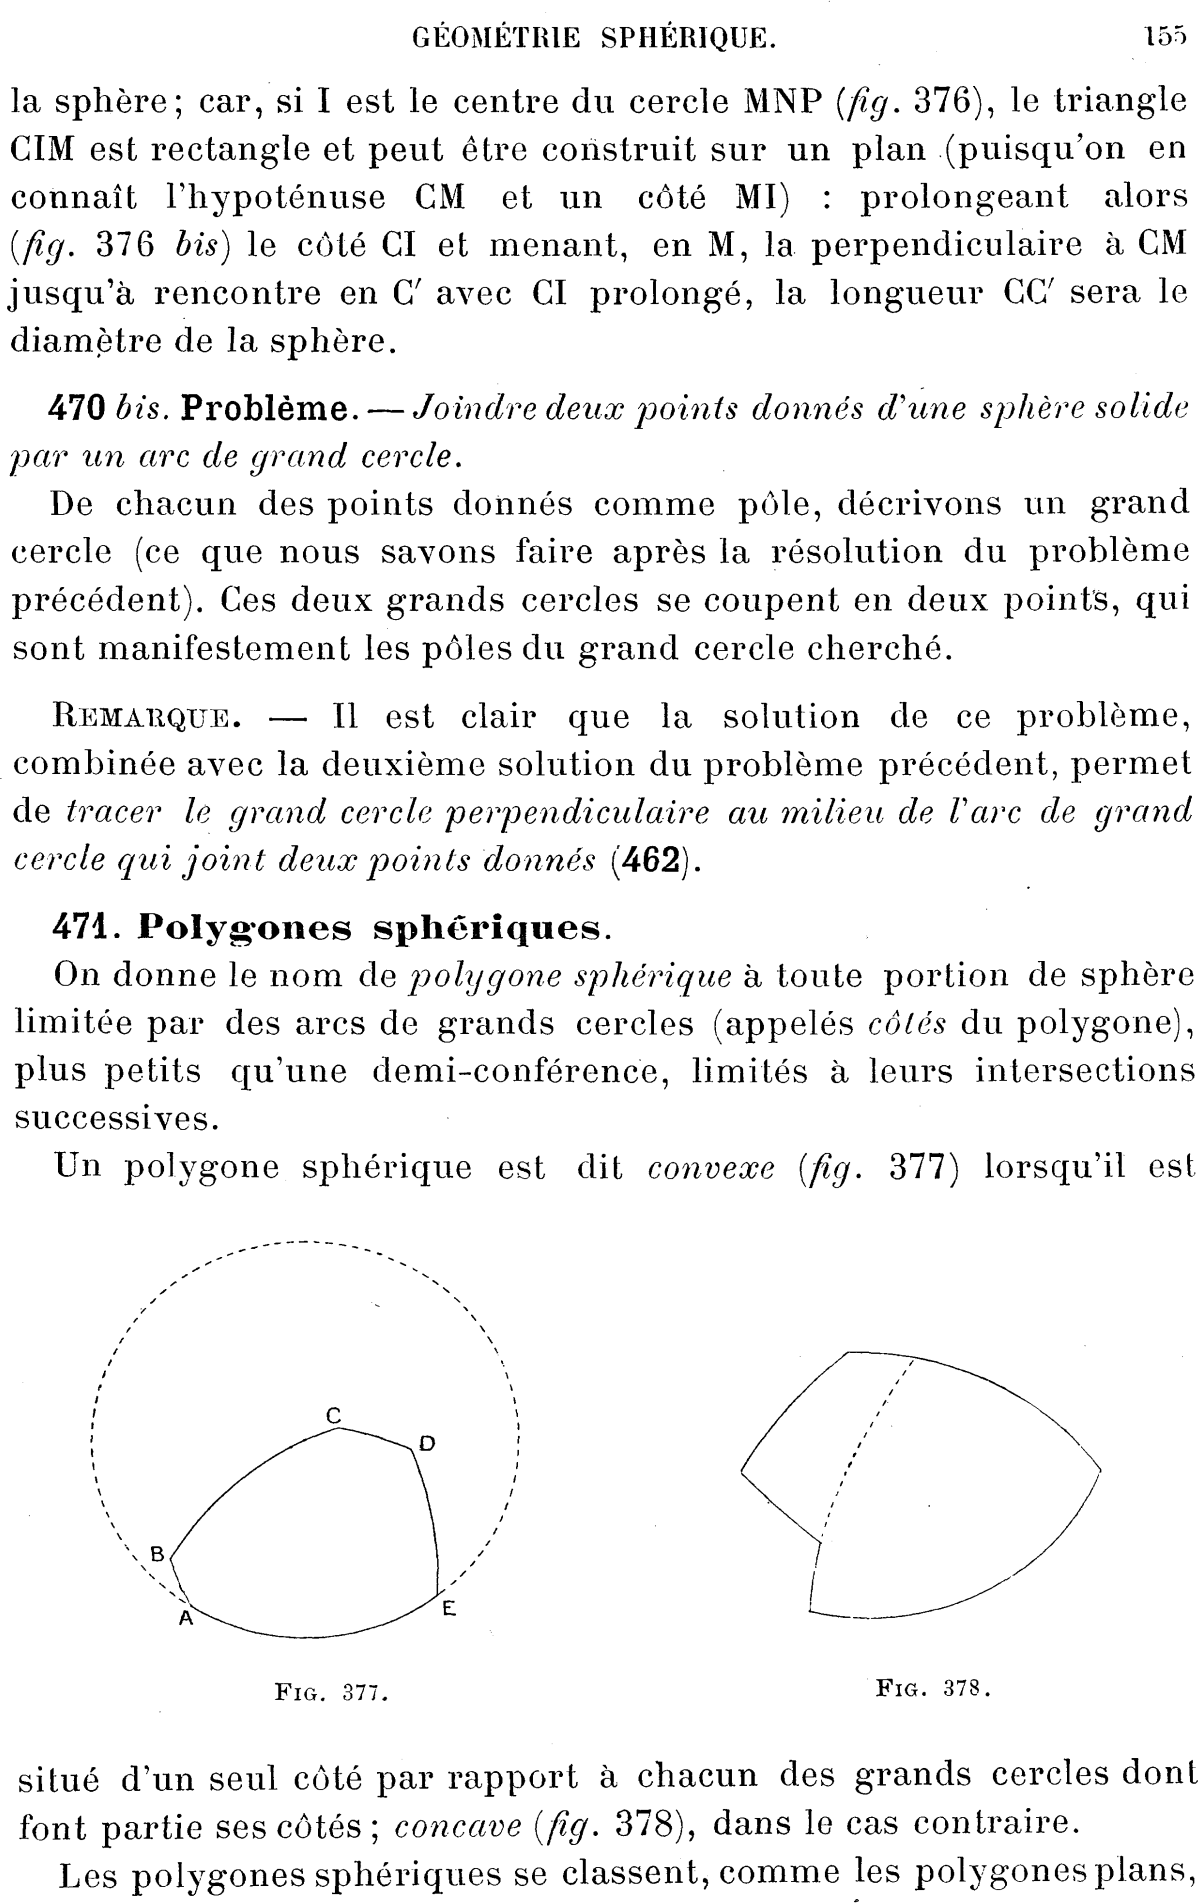 GÉOMÉTRIE SPHÉRIQUE. 155
la sphère; car, si I est le centre du cercle MNP (fig. 376), le triangle
CIM est rectangle et peut être construit sur un plan (puisqu'on en
connaît l'hypoténuse CM et un côté MI) : prolongeant alors
(fig. 376 bis) le côté CI et menant, en M, la perpendiculaire à CM
jusqu'à rencontre en C′ avec CI prolongé, la longueur CC′ sera le
diamètre de la sphère.
470 bis. Problème. — Joindre deux points donnés d'une sphère solide
par un arc de grand cercle.
De chacun des points donnés comme pôle, décrivons un grand
cercle (ce que nous savons faire après la résolution du problème
précédent). Ces deux grands cercles se coupent en deux points, qui
sont manifestement les pôles du grand cercle cherché.
REMARQUE. — Il est clair que la solution de ce problème,
combinée avec la deuxième solution du problème précédent, permet
de tracer le grand cercle perpendiculaire au milieu de l'arc de grand
cercle qui joint deux points donnés (462).
471. Polygones sphériques.
On donne le nom de polygone sphérique à toute portion de sphère
limitée par des arcs de grands cercles (appelés côtés du polygone),
plus petits qu'une demi-conférence, limités à leurs intersections
successives.
Un polygone sphérique est dit convexe (fig. 377) lorsqu'il est
C
D
B
A
E
FIG. 377.
FIG. 378.
situé d'un seul côté par rapport à chacun des grands cercles dont
font partie ses côtés ; concave (fig. 378), dans le cas contraire.
Les polygones sphériques se classent, comme les polygones plans,